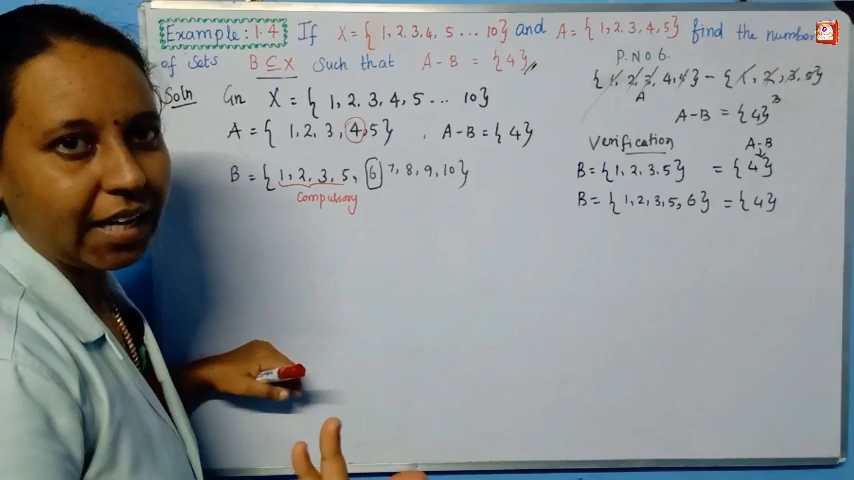 Example: 1.4 If X = { 1, 2, 3, 4, 5 ... 10 } and A = { 1, 2, 3, 4, 5 } find the number
of sets B ⊆ X such that A - B = { 4 }
P.No 6.
Soln Gn X = { 1, 2, 3, 4, 5 ... 10 }
A = { 1, 2, 3, 4, 5 } , A - B = { 4 }
B = { 1, 2, 3, 5, 6 7, 8, 9, 10 }
Compulsory
A
A - B = { 4 }
Verification
A - B
B = { 1, 2, 3, 5 } = { 4 }
B = { 1, 2, 3, 5, 6 } = { 4 }